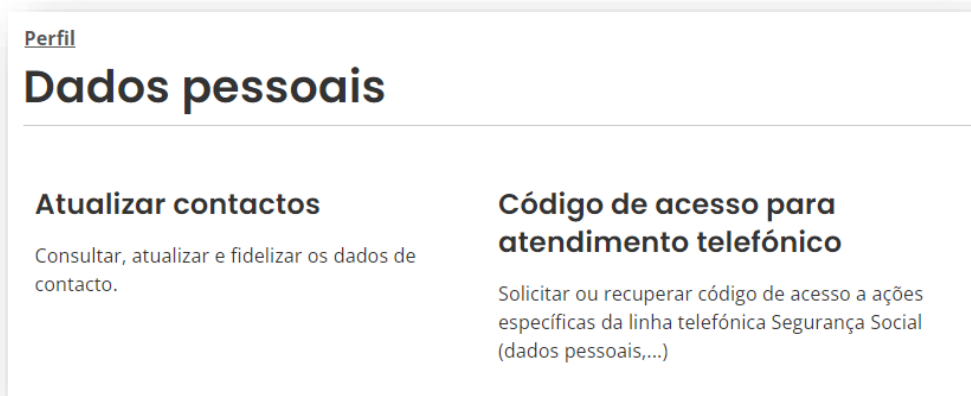 Perfil
Dados pessoais
Atualizar contactos
Consultar, atualizar e fidelizar os dados de
contacto.
Código de acesso para
atendimento telefónico
Solicitar ou recuperar código de acesso a ações
específicas da linha telefónica Segurança Social
(dados pessoais,...)